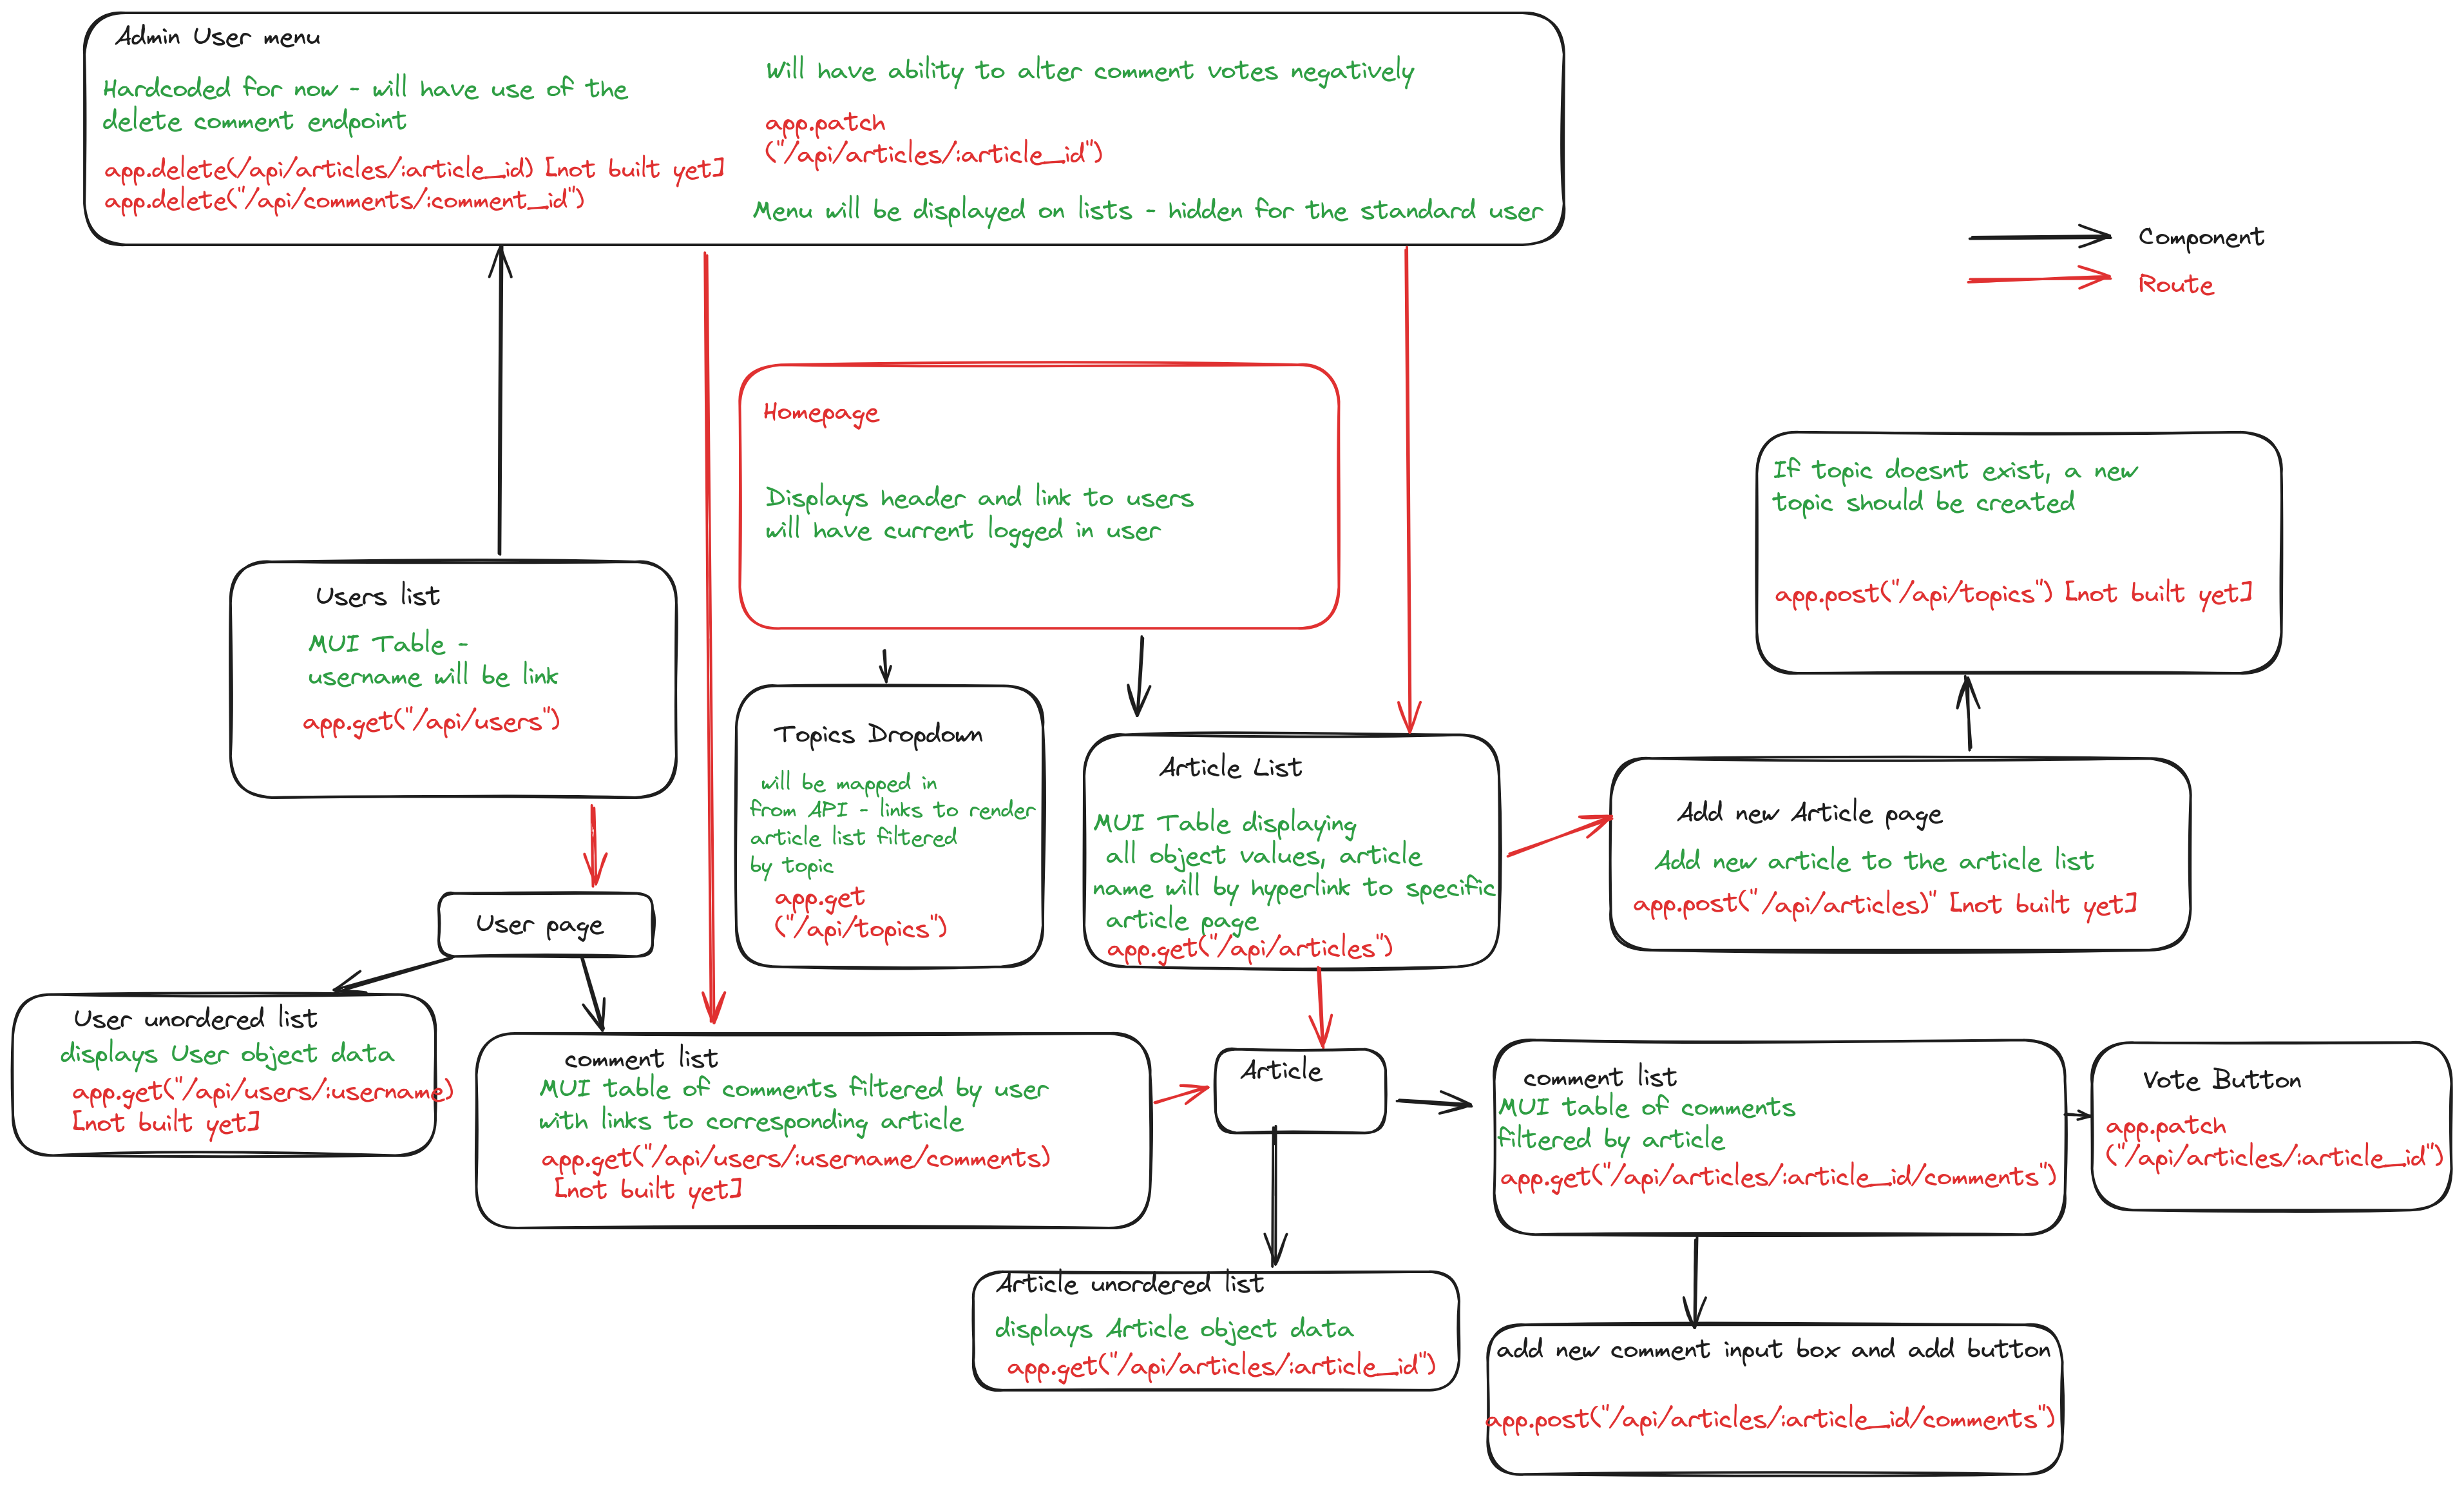 Admin User menu
Hardcoded for now - will have use of the
delete comment endpoint
app.delete(/api/articles/:article_id) [not built yet]
app.delete("/api/comments/:comment_id")
Will have ability to alter comment votes negatively
app.patch
("/api/articles/:article_id")
Menu will be displayed on lists - hidden for the standard user
Component
Route
Homepage
Displays header and link to users
will have current logged in user
If topic doesnt exist, a new
topic should be created
app.post("/api/topics") [not built yet]
Users list
MUI Table -
username will be link
app.get("/api/users")
Topics Dropdown
will be mapped in
from API - links to render
article list filtered
by topic
app.get
("/api/topics")
Article List
MUI Table displaying
all object values, article
name will by hyperlink to specific
article page
app.get("/api/articles")
Add new Article page
Add new article to the article list
app.post("/api/articles)" [not built yet]
User page
User unordered list
displays User object data
app.get("/api/users/:username)
[not built yet]
comment list
MUI table of comments filtered by user
with links to corresponding article
app.get("/api/users/:username/comments)
[not built yet]
Article
comment list
MUI table of comments
filtered by article
app.get("/api/articles/:article_id/comments")
Vote Button
app.patch
("/api/articles/:article_id")
Article unordered list
displays Article object data
app.get("/api/articles/:article_id")
add new comment input box and add button
app.post("/api/articles/:article_id/comments")